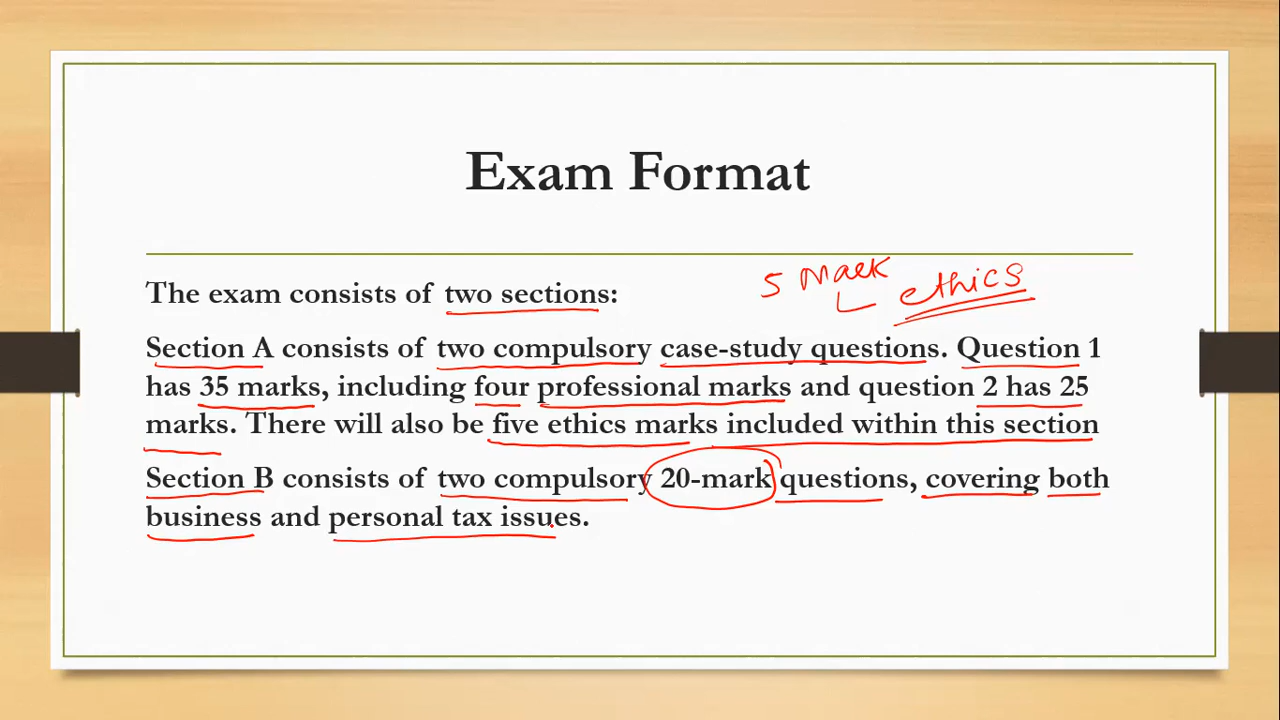 Exam Format
5 Mark ethics
The exam consists of two sections:
Section A consists of two compulsory case-study questions. Question 1
has 35 marks, including four professional marks and question 2 has 25
marks. There will also be five ethics marks included within this section
Section B consists of two compulsory 20-mark questions, covering both
business and personal tax issues.